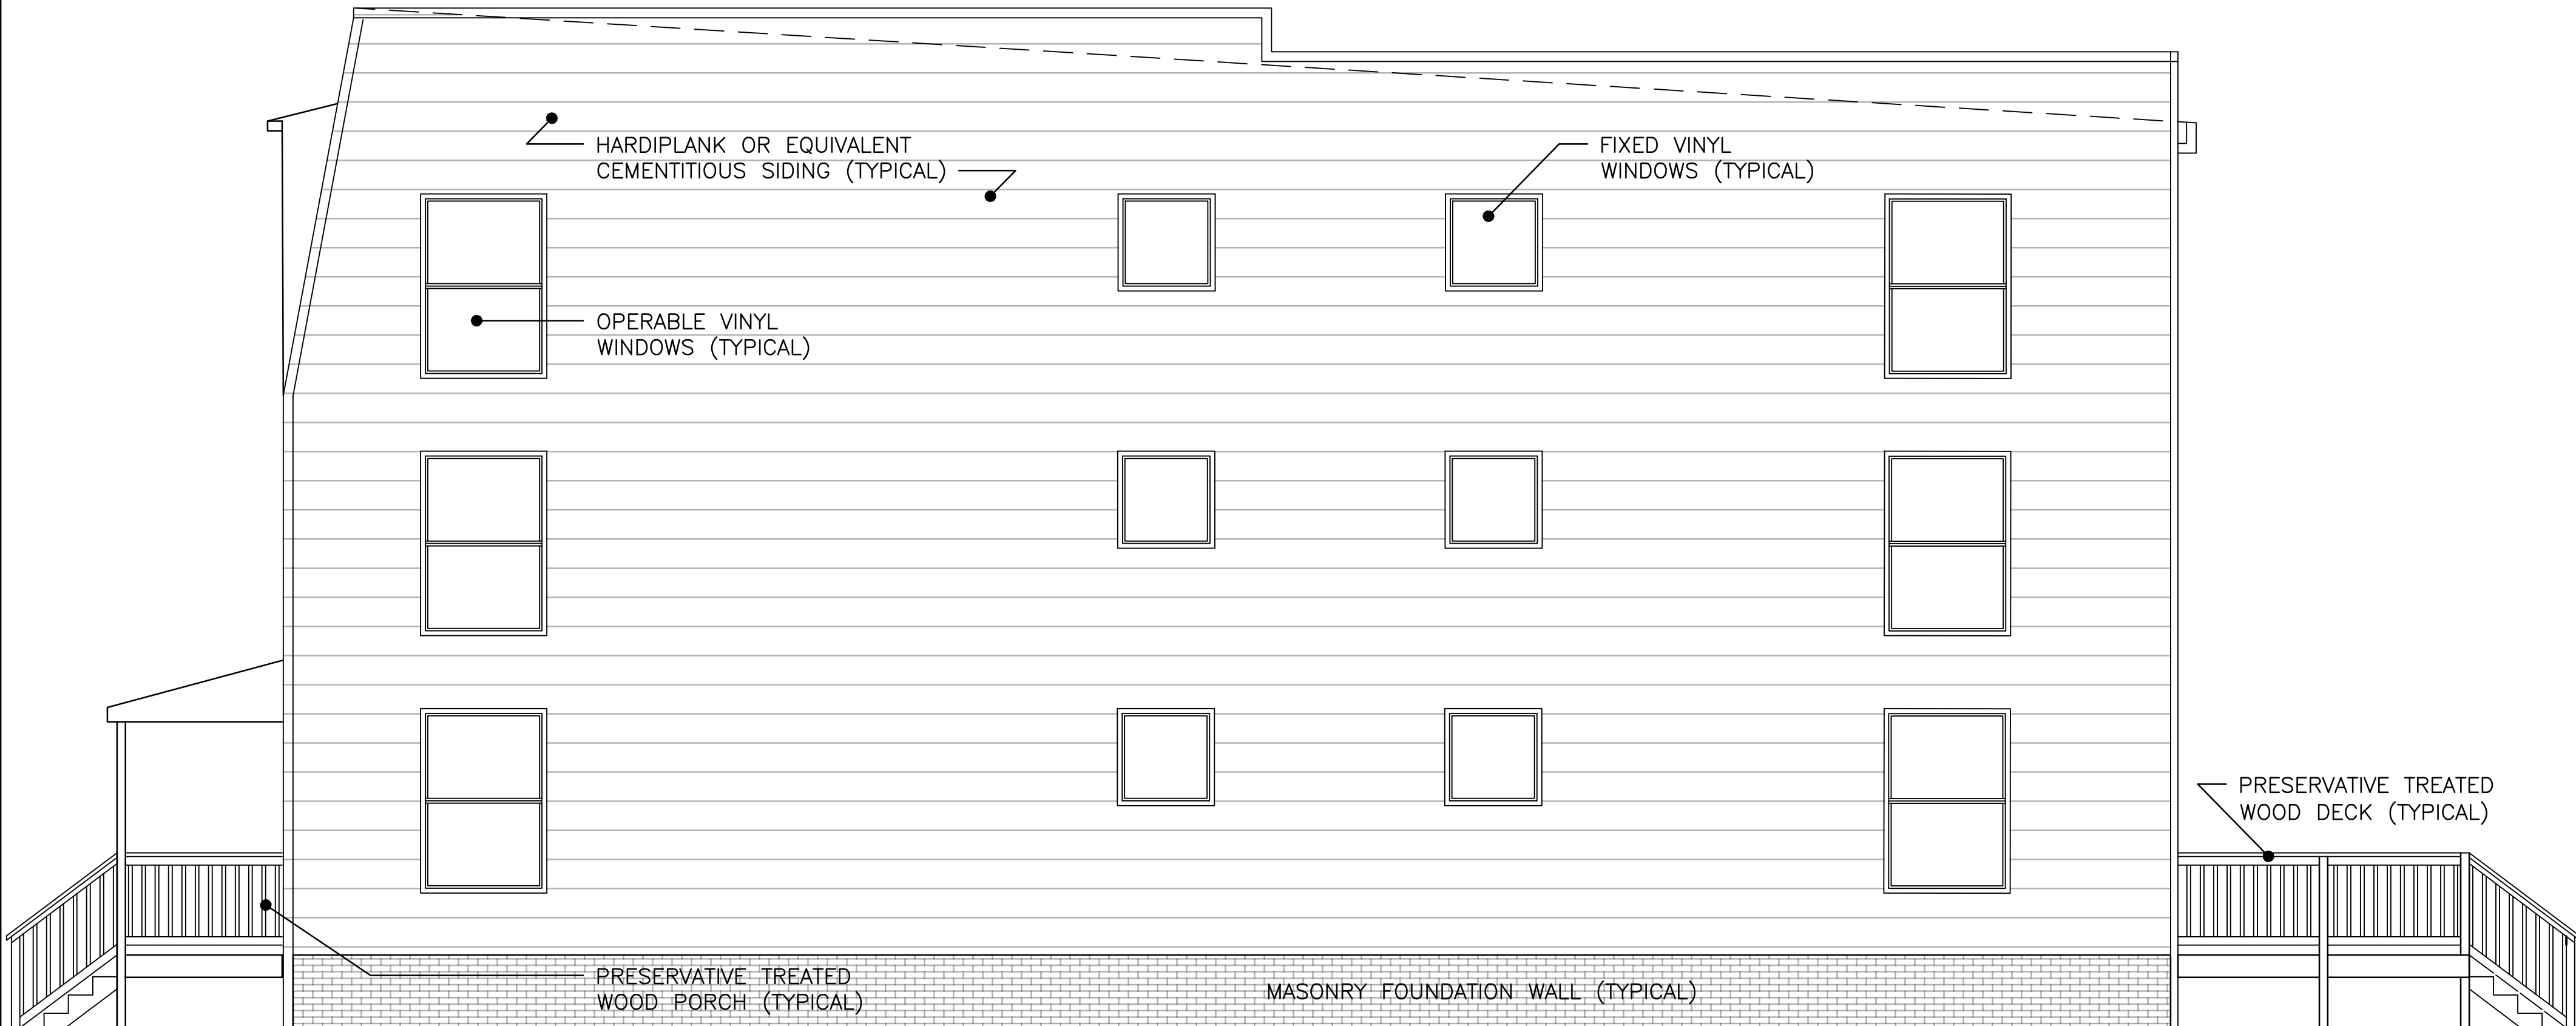 HARDIPLANK OR EQUIVALENT
CEMENTITIOUS SIDING (TYPICAL)
FIXED VINYL
WINDOWS (TYPICAL)
OPERABLE VINYL
WINDOWS (TYPICAL)
PRESERVATIVE TREATED
WOOD DECK (TYPICAL)
PRESERVATIVE TREATED
WOOD PORCH (TYPICAL)
MASONRY FOUNDATION WALL (TYPICAL)